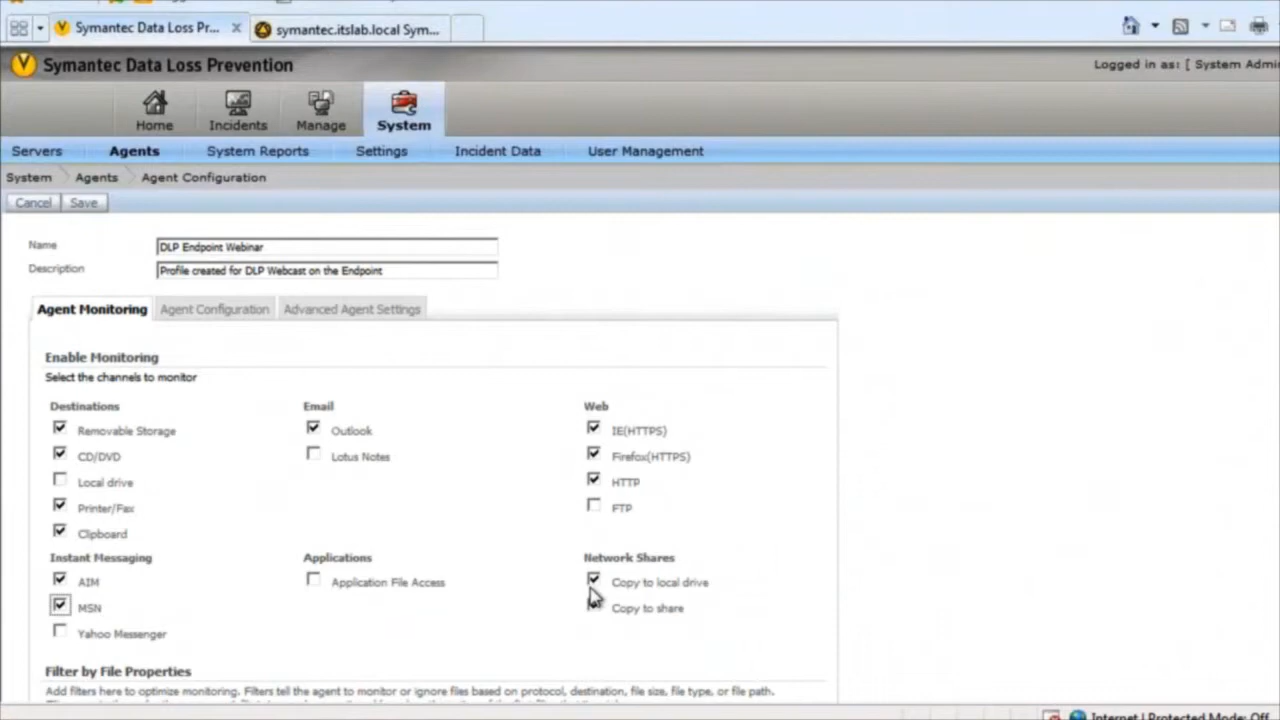 Symantec Data Loss Pr...
symantec.itslab.local Sym...
Symantec Data Loss Prevention
Logged in as: [ System Admi
Home Incidents Manage System
Servers Agents System Reports Settings Incident Data User Management
System Agents Agent Configuration
Cancel Save
Name DLP Endpoint Webinar
Description Profile created for DLP Webcast on the Endpoint
Agent Monitoring Agent Configuration Advanced Agent Settings
Enable Monitoring
Select the channels to monitor
Destinations Email Web
Removable Storage Outlook IE(HTTPS)
CD/DVD Lotus Notes Firefox(HTTPS)
Local drive HTTP
Printer/Fax FTP
Clipboard
Instant Messaging Applications Network Shares
AIM Application File Access Copy to local drive
MSN Copy to share
Yahoo Messenger
Filter by File Properties
Add filters here to optimize monitoring. Filters tell the agent to monitor or ignore files based on protocol, destination, file size, file type, or file path.
Internet | Protected Mode: Off